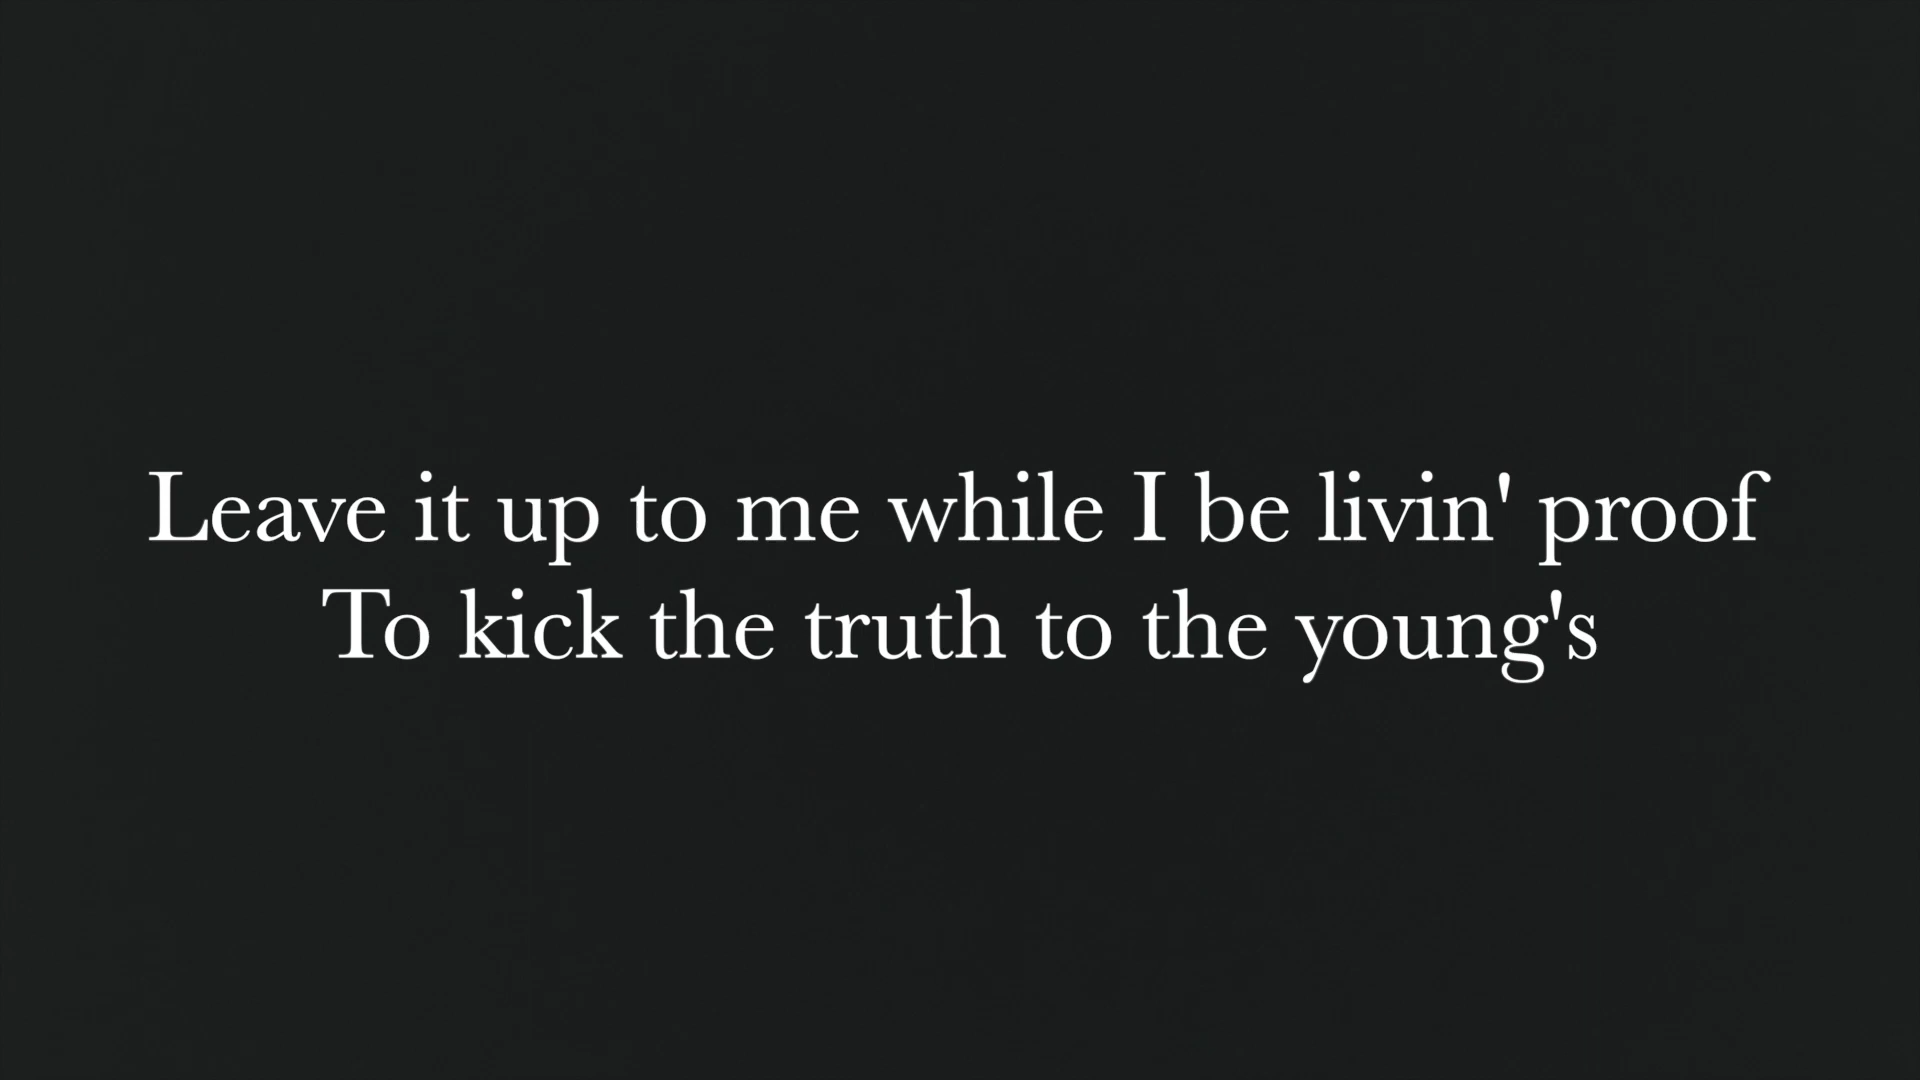 Leave it up to me while I be livin' proof
To kick the truth to the young's